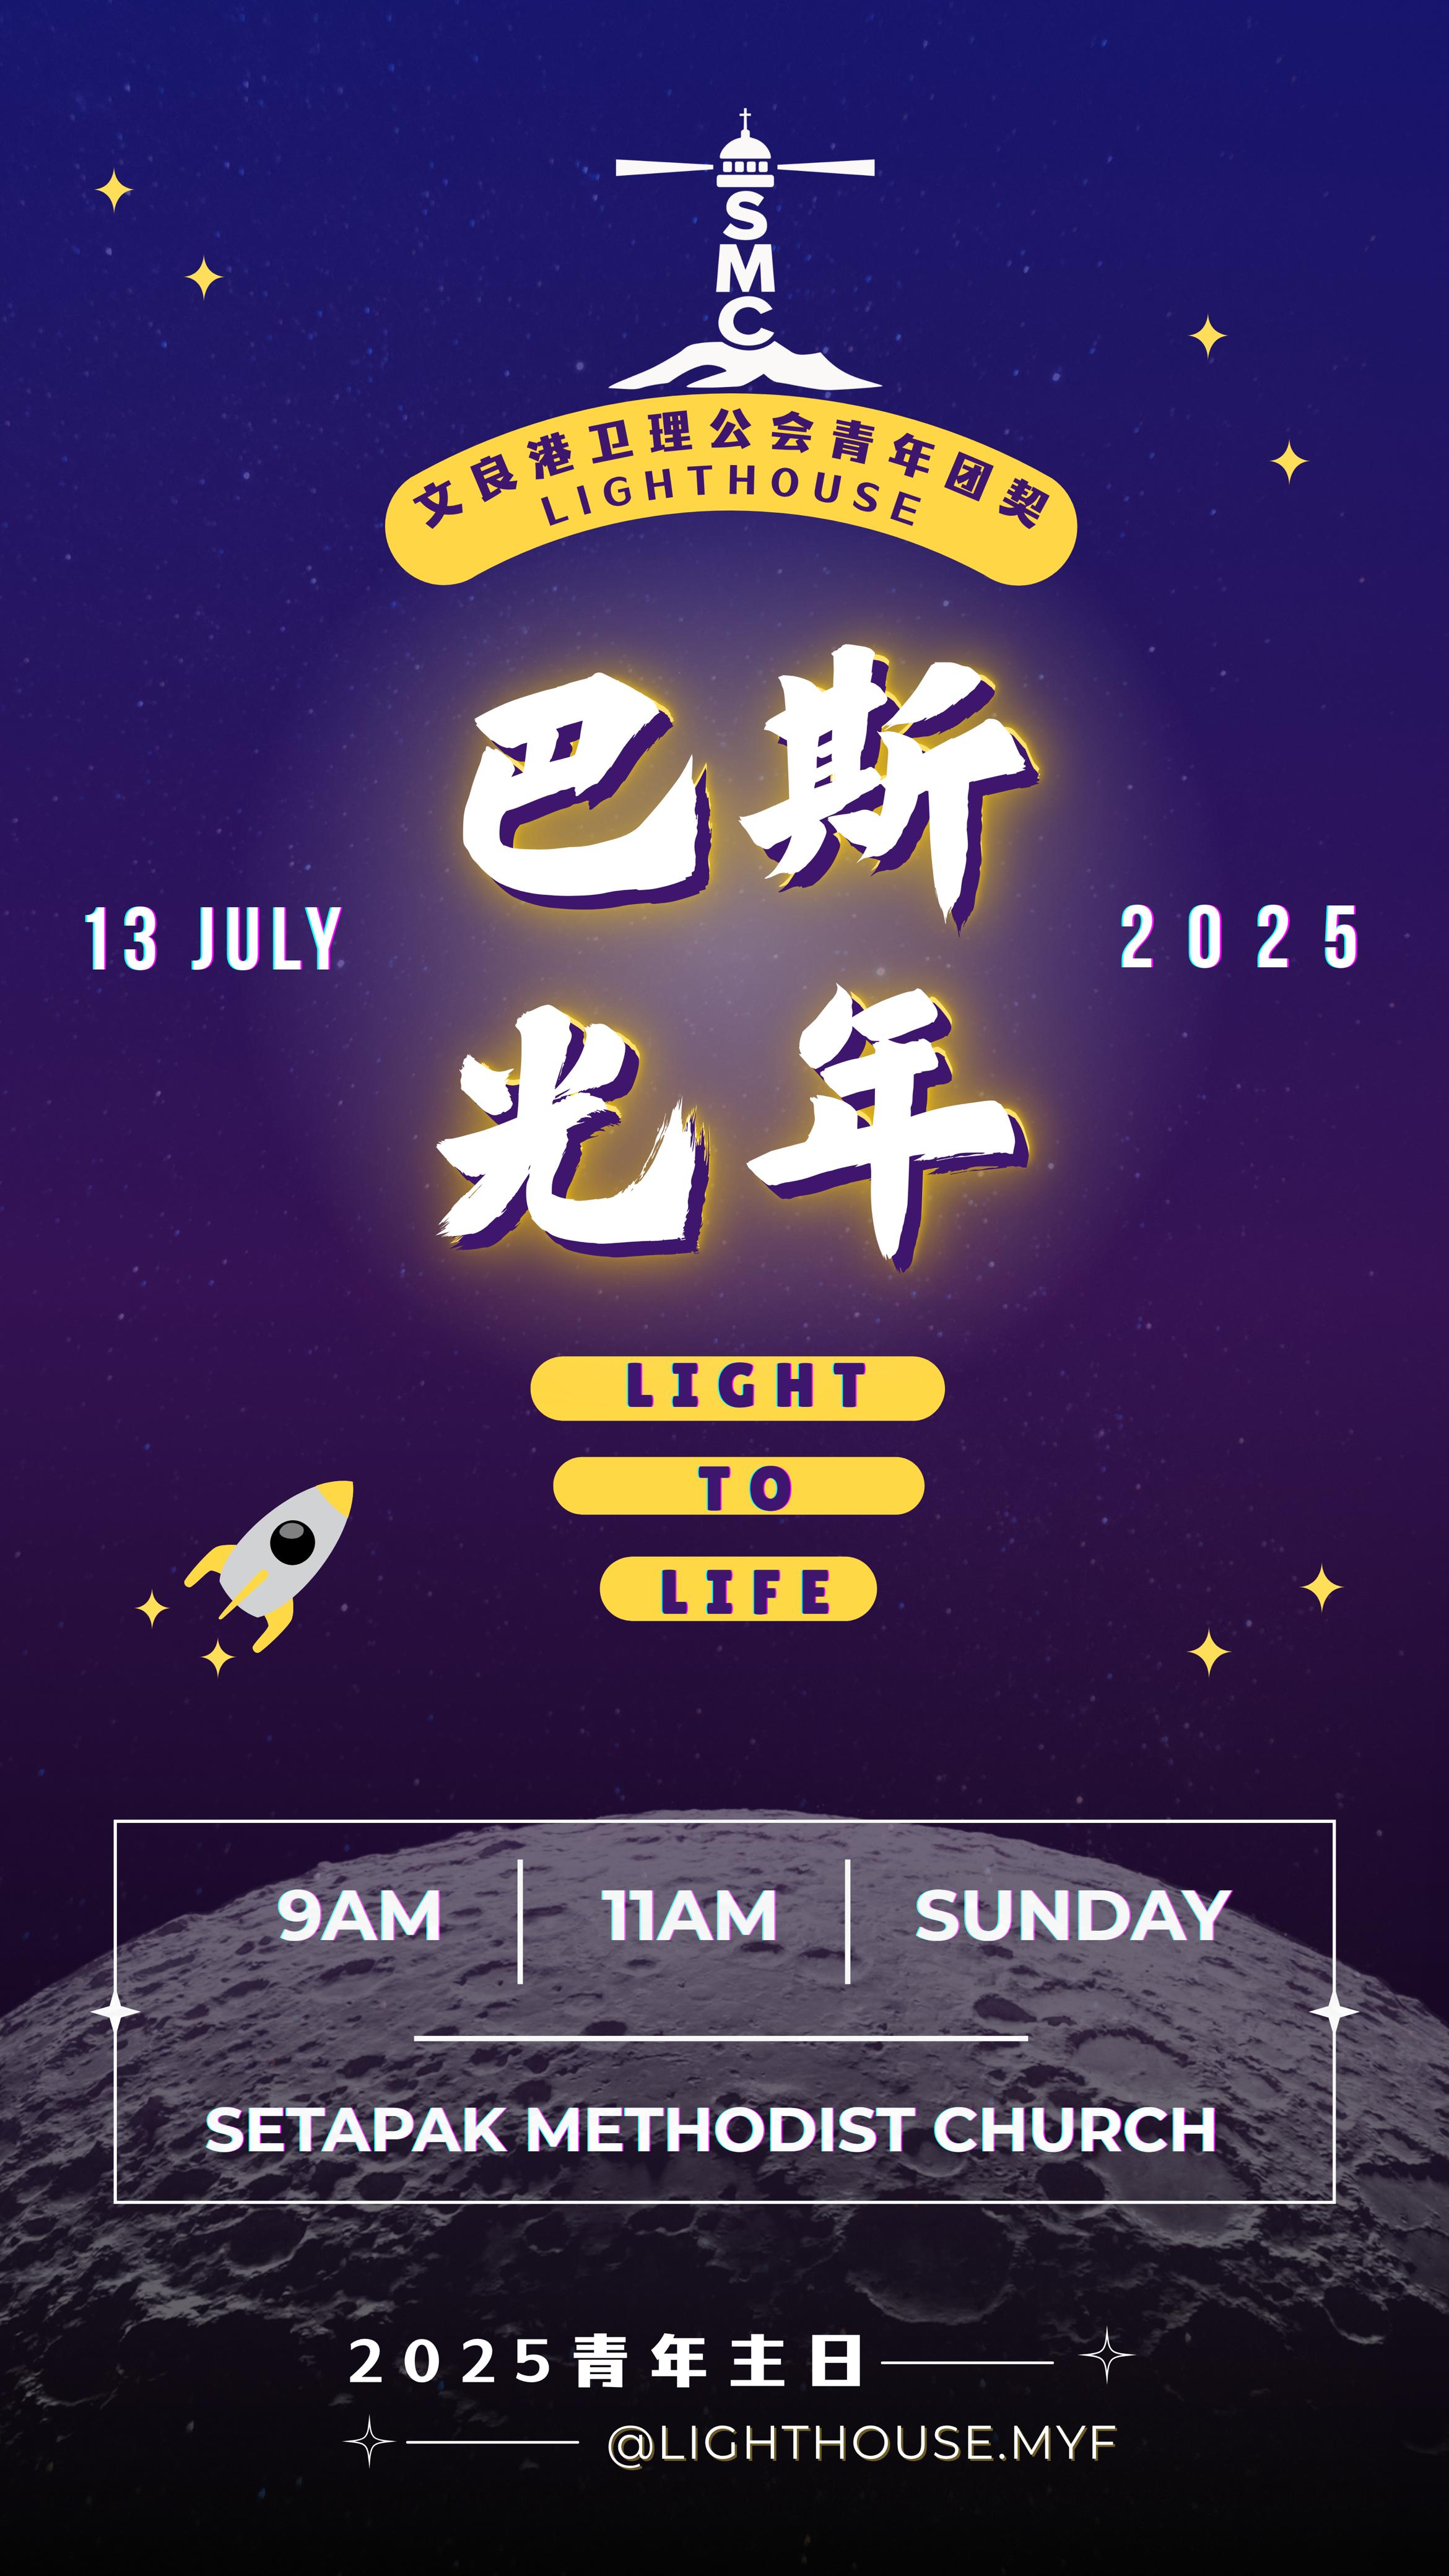 S
M
C
文良港卫理公会青年团契
LIGHTHOUSE
巴斯
13 JULY
2025
光年
LIGHT
TO
LIFE
9AM
11AM
SUNDAY
SETAPAK METHODIST CHURCH
2025青年主日
@LIGHTHOUSE.MYF